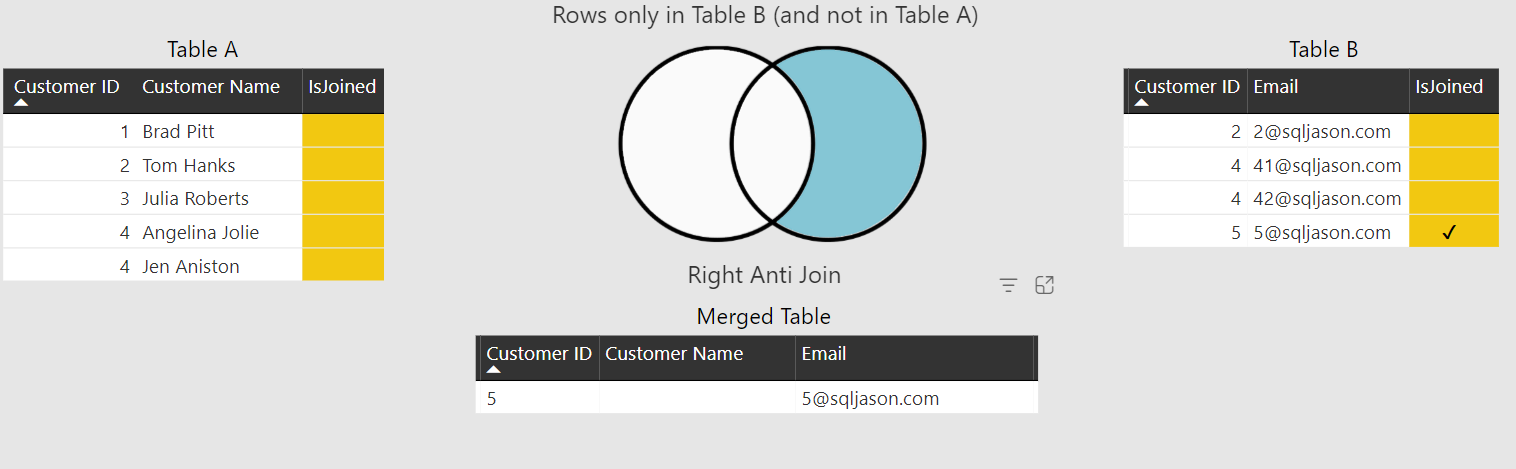 Rows only in Table B (and not in Table A)
Table A
Customer ID Customer Name IsJoined
1 Brad Pitt
2 Tom Hanks
3 Julia Roberts
4 Angelina Jolie
4 Jen Aniston
Table B
Customer ID Email IsJoined
2 2@sqljason.com
4 41@sqljason.com
4 42@sqljason.com
5 5@sqljason.com ✓
Right Anti Join
Merged Table
Customer ID Customer Name Email
5 5@sqljason.com